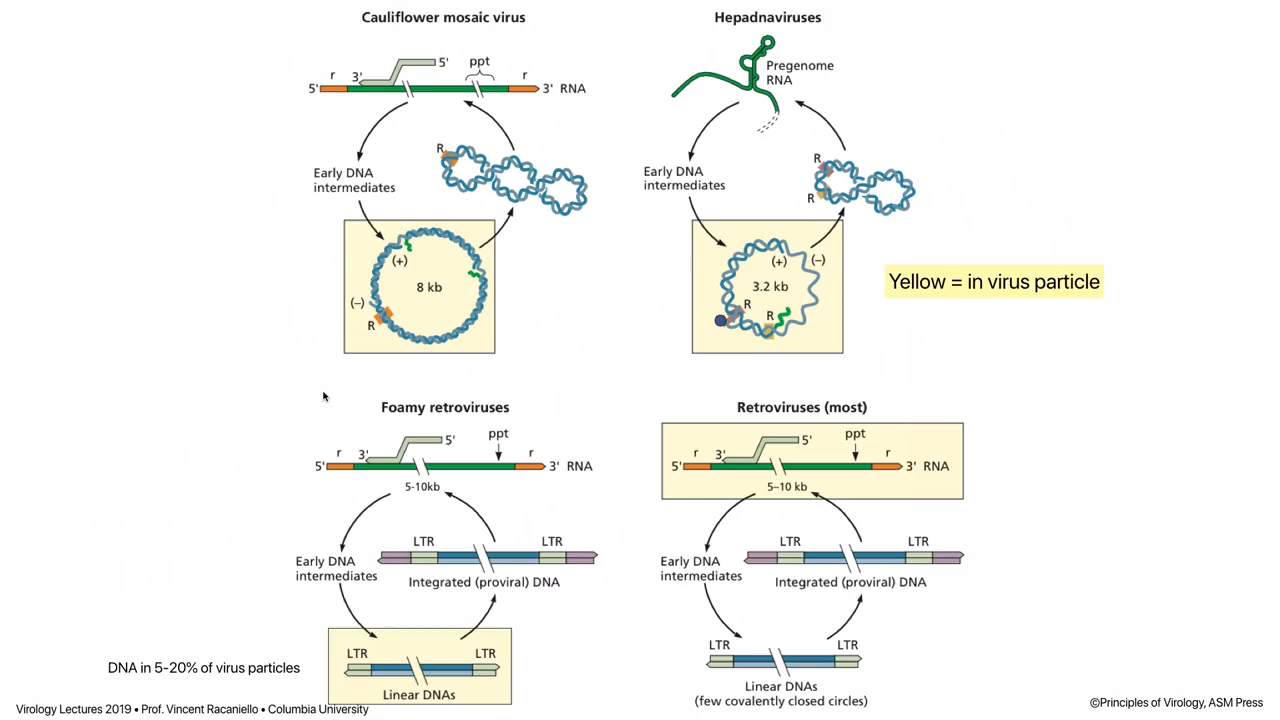 Cauliflower mosaic virus
r
3'
5'
ppt
r
5'
3' RNA
Early DNA
intermediates
R
(+)
(–)
8 kb
R
Hepadnaviruses
Pregenome
RNA
Early DNA
intermediates
R
R
(+)
(–)
3.2 kb
R
R
Yellow = in virus particle
Foamy retroviruses
r
3'
5'
ppt
r
5'
3' RNA
5-10kb
Early DNA
intermediates
LTR
LTR
Integrated (proviral) DNA
LTR
LTR
Linear DNAs
DNA in 5-20% of virus particles
Retroviruses (most)
r
3'
5'
ppt
r
5'
3' RNA
5–10 kb
Early DNA
intermediates
LTR
LTR
Integrated (proviral) DNA
LTR
LTR
Linear DNAs
(few covalently closed circles)
Virology Lectures 2019 • Prof. Vincent Racaniello • Columbia University
©Principles of Virology, ASM Press